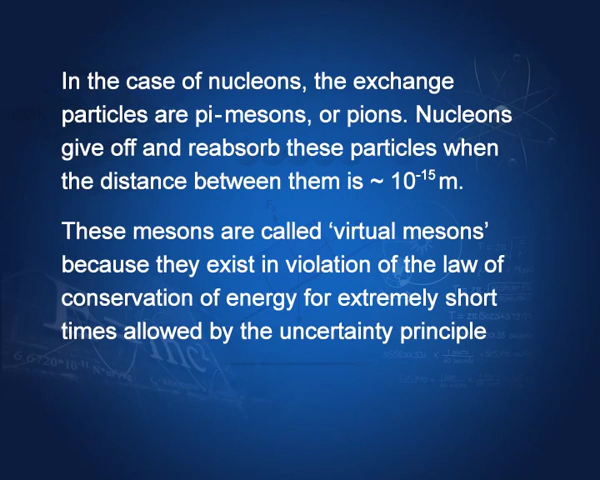 In the case of nucleons, the exchange
particles are pi-mesons, or pions. Nucleons
give off and reabsorb these particles when
the distance between them is ~ 10⁻¹⁵ m.
These mesons are called ‘virtual mesons’
because they exist in violation of the law of
conservation of energy for extremely short
times allowed by the uncertainty principle